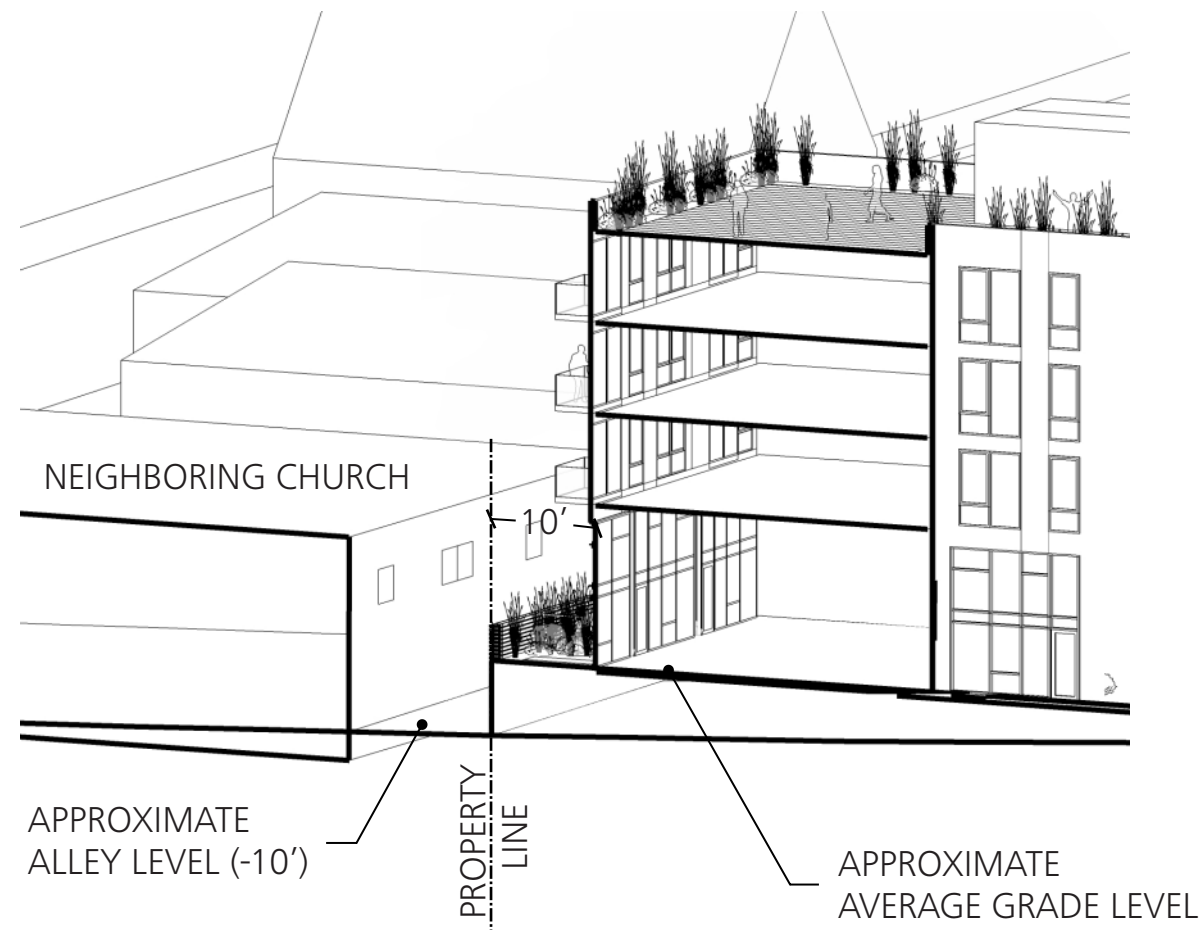 NEIGHBORING CHURCH
10’
APPROXIMATE
ALLEY LEVEL (-10’)
PROPERTY
LINE
APPROXIMATE
AVERAGE GRADE LEVEL